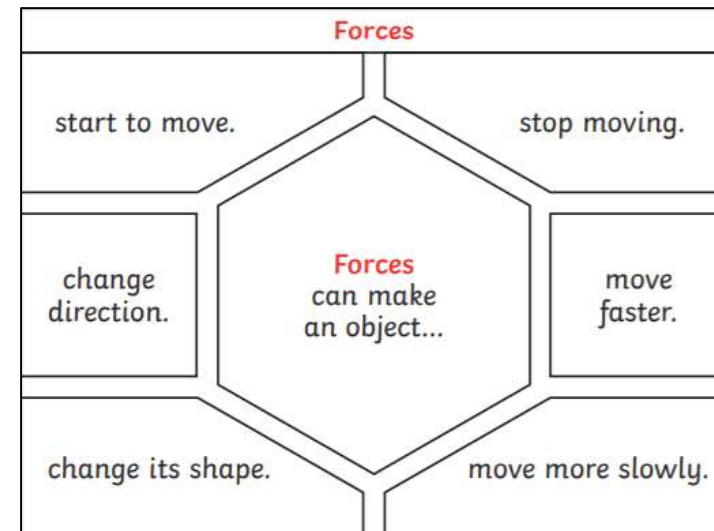 Forces
start to move.
stop moving.
change
direction.
Forces
can make
an object...
move
faster.
change its shape.
move more slowly.